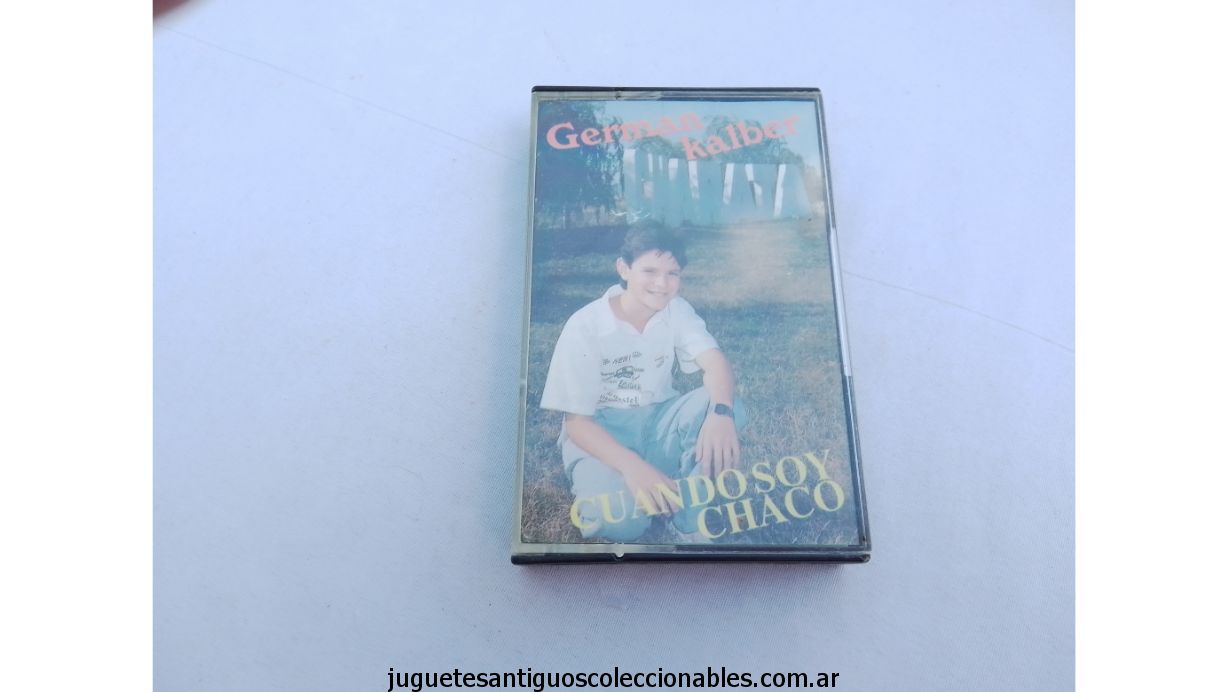 German
kalber
CUANDO SOY
CHACO
juguetesantiguoscoleccionables.com.ar